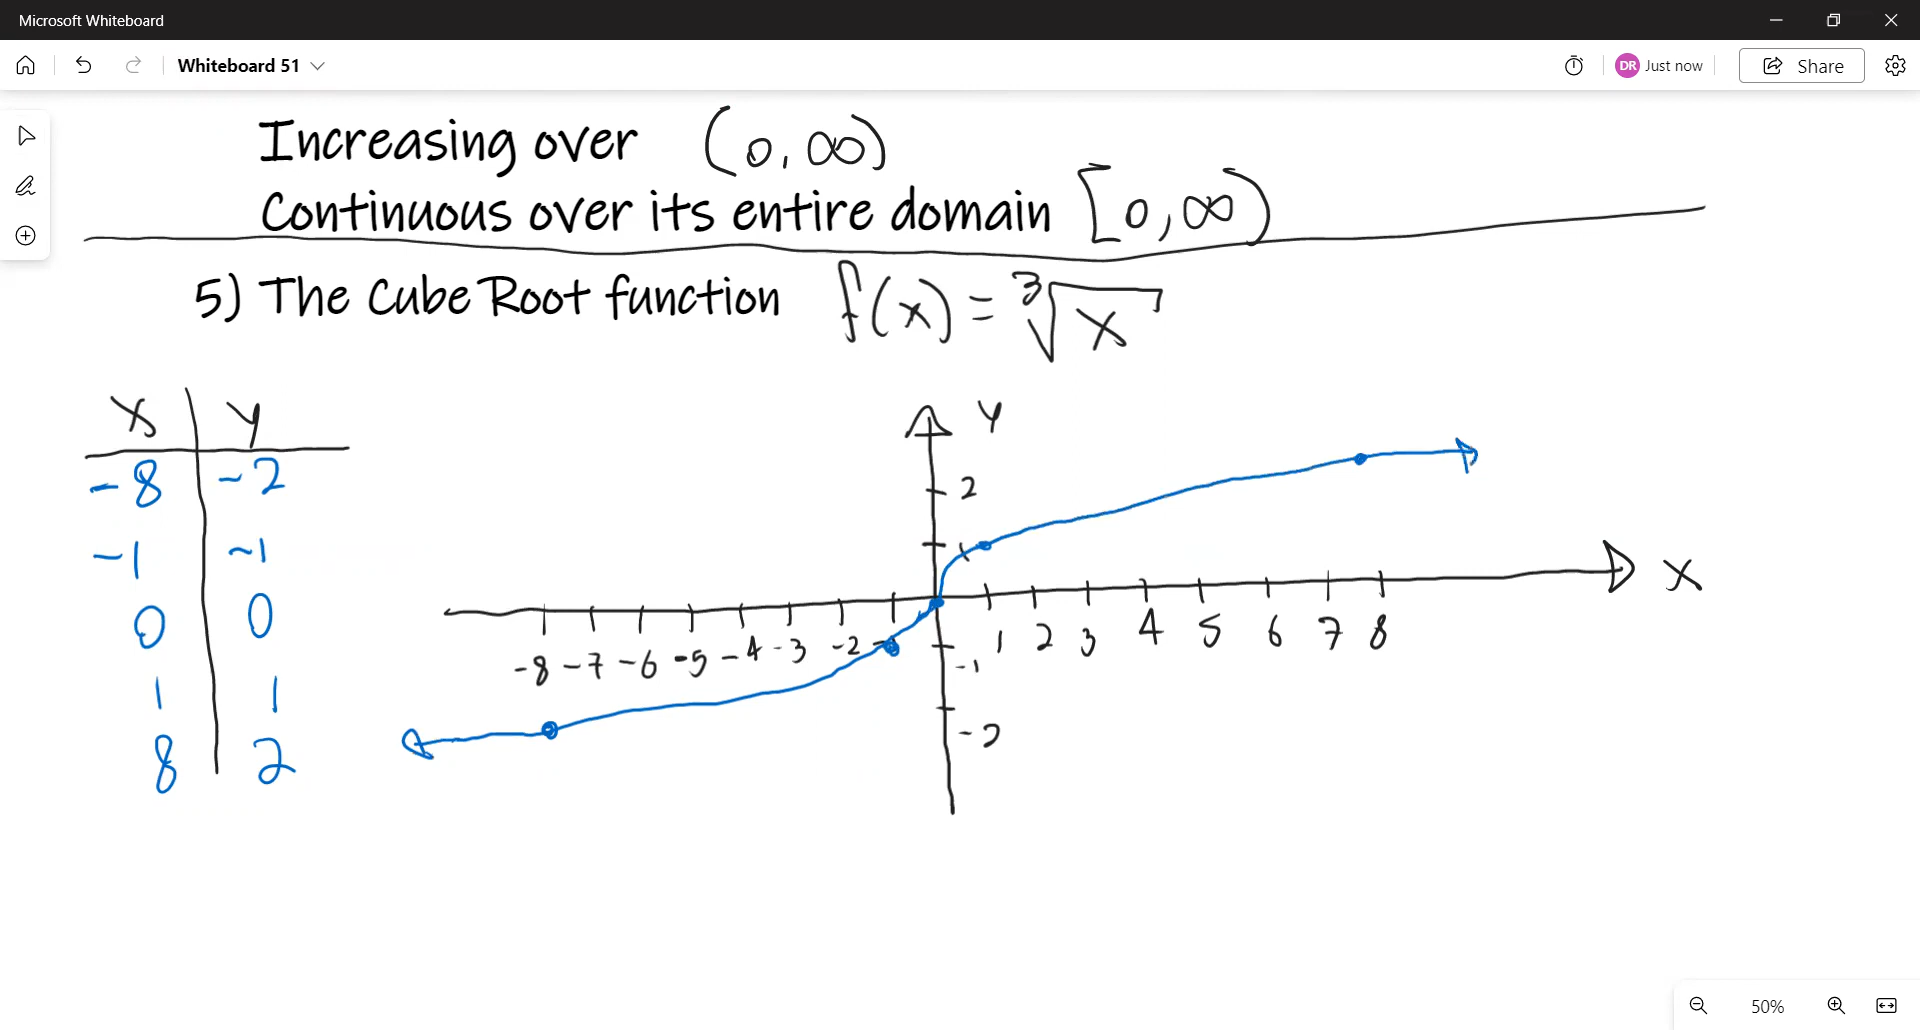 Microsoft Whiteboard
Whiteboard 51
DR Just now Share
Increasing over (0, ∞)
Continuous over its entire domain [0, ∞)
5) The Cube Root function f(x) = ∛x
x y
-8 -2
-1 -1
0 0
1 1
8 2
y
2
x
-8 -7 -6 -5 -4 -3 -2 1 2 3 4 5 6 7 8
-1
-2
50%